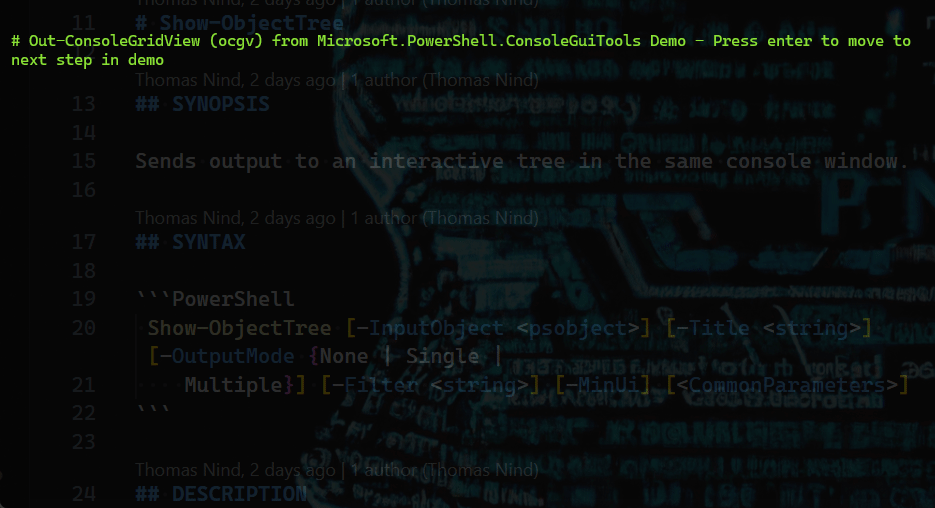 Thomas Nind, 2 days ago | 1 author (Thomas Nind)
11 # Show-ObjectTree
# Out-ConsoleGridView (ocgv) from Microsoft.PowerShell.ConsoleGuiTools Demo - Press enter to move to
next step in demo
Thomas Nind, 2 days ago | 1 author (Thomas Nind)
13 ## SYNOPSIS
14
15 Sends output to an interactive tree in the same console window.
16
Thomas Nind, 2 days ago | 1 author (Thomas Nind)
17 ## SYNTAX
18
19 ```PowerShell
20 Show-ObjectTree [-InputObject <psobject>] [-Title <string>]
[-OutputMode {None | Single |
21 Multiple}] [-Filter <string>] [-MinUi] [<CommonParameters>]
22 ```
23
Thomas Nind, 2 days ago | 1 author (Thomas Nind)
24 ## DESCRIPTION